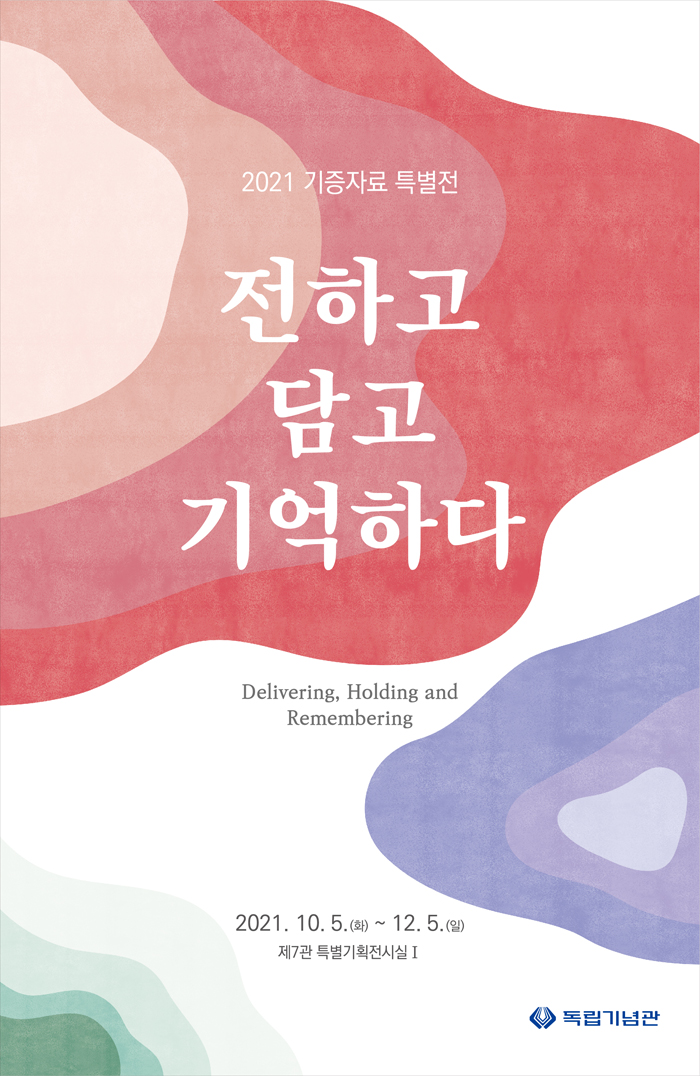 2021 기증자료 특별전
전하고
담고
기억하다
Delivering, Holding and
Remembering
2021. 10. 5.(화) ~ 12. 5.(일)
제7관 특별기획전시실 I
독립기념관